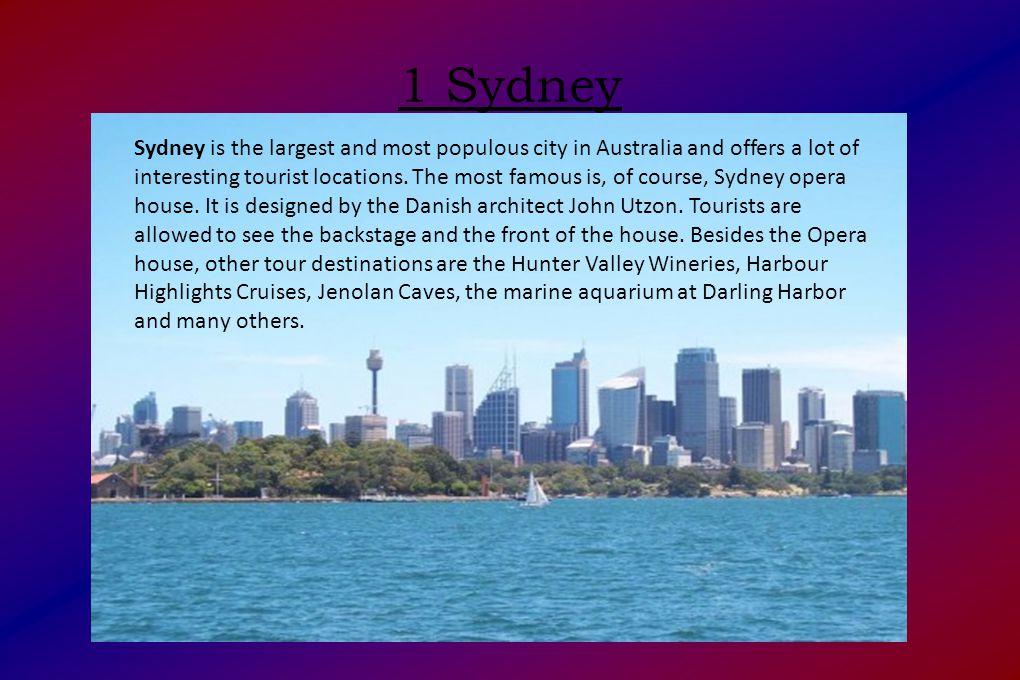 1 Sydney
Sydney is the largest and most populous city in Australia and offers a lot of
interesting tourist locations. The most famous is, of course, Sydney opera
house. It is designed by the Danish architect John Utzon. Tourists are
allowed to see the backstage and the front of the house. Besides the Opera
house, other tour destinations are the Hunter Valley Wineries, Harbour
Highlights Cruises, Jenolan Caves, the marine aquarium at Darling Harbor
and many others.